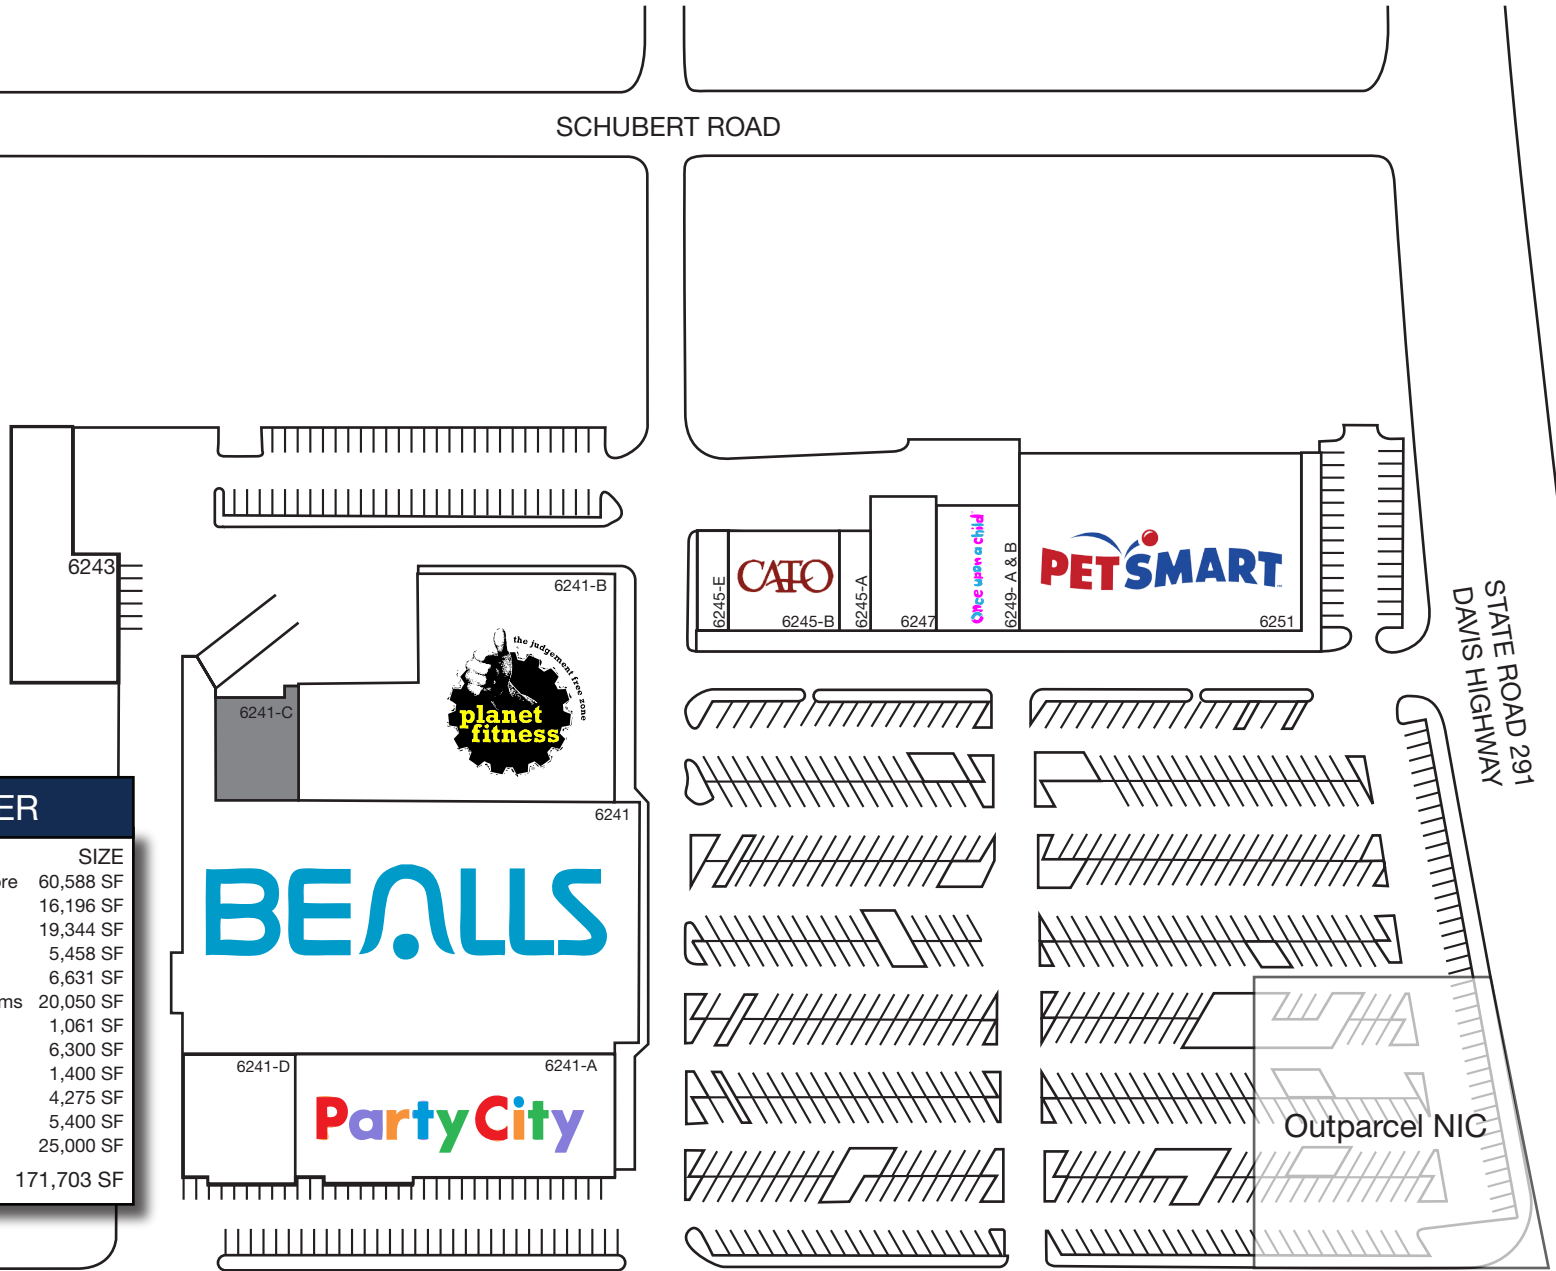 SCHUBERT ROAD
6243
6241-B
the judgement free zone
planet
fitness
6241-C
6241
BEALLS
6241-D
6241-A
Party City
6245-E
CATO
6245-B
6245-A
6247
Once upon a child
6249- A & B
PETSMART
6251
STATE ROAD 291
DAVIS HIGHWAY
Outparcel NIC
ER
SIZE
ore 60,588 SF
16,196 SF
19,344 SF
5,458 SF
6,631 SF
ms 20,050 SF
1,061 SF
6,300 SF
1,400 SF
4,275 SF
5,400 SF
25,000 SF
171,703 SF